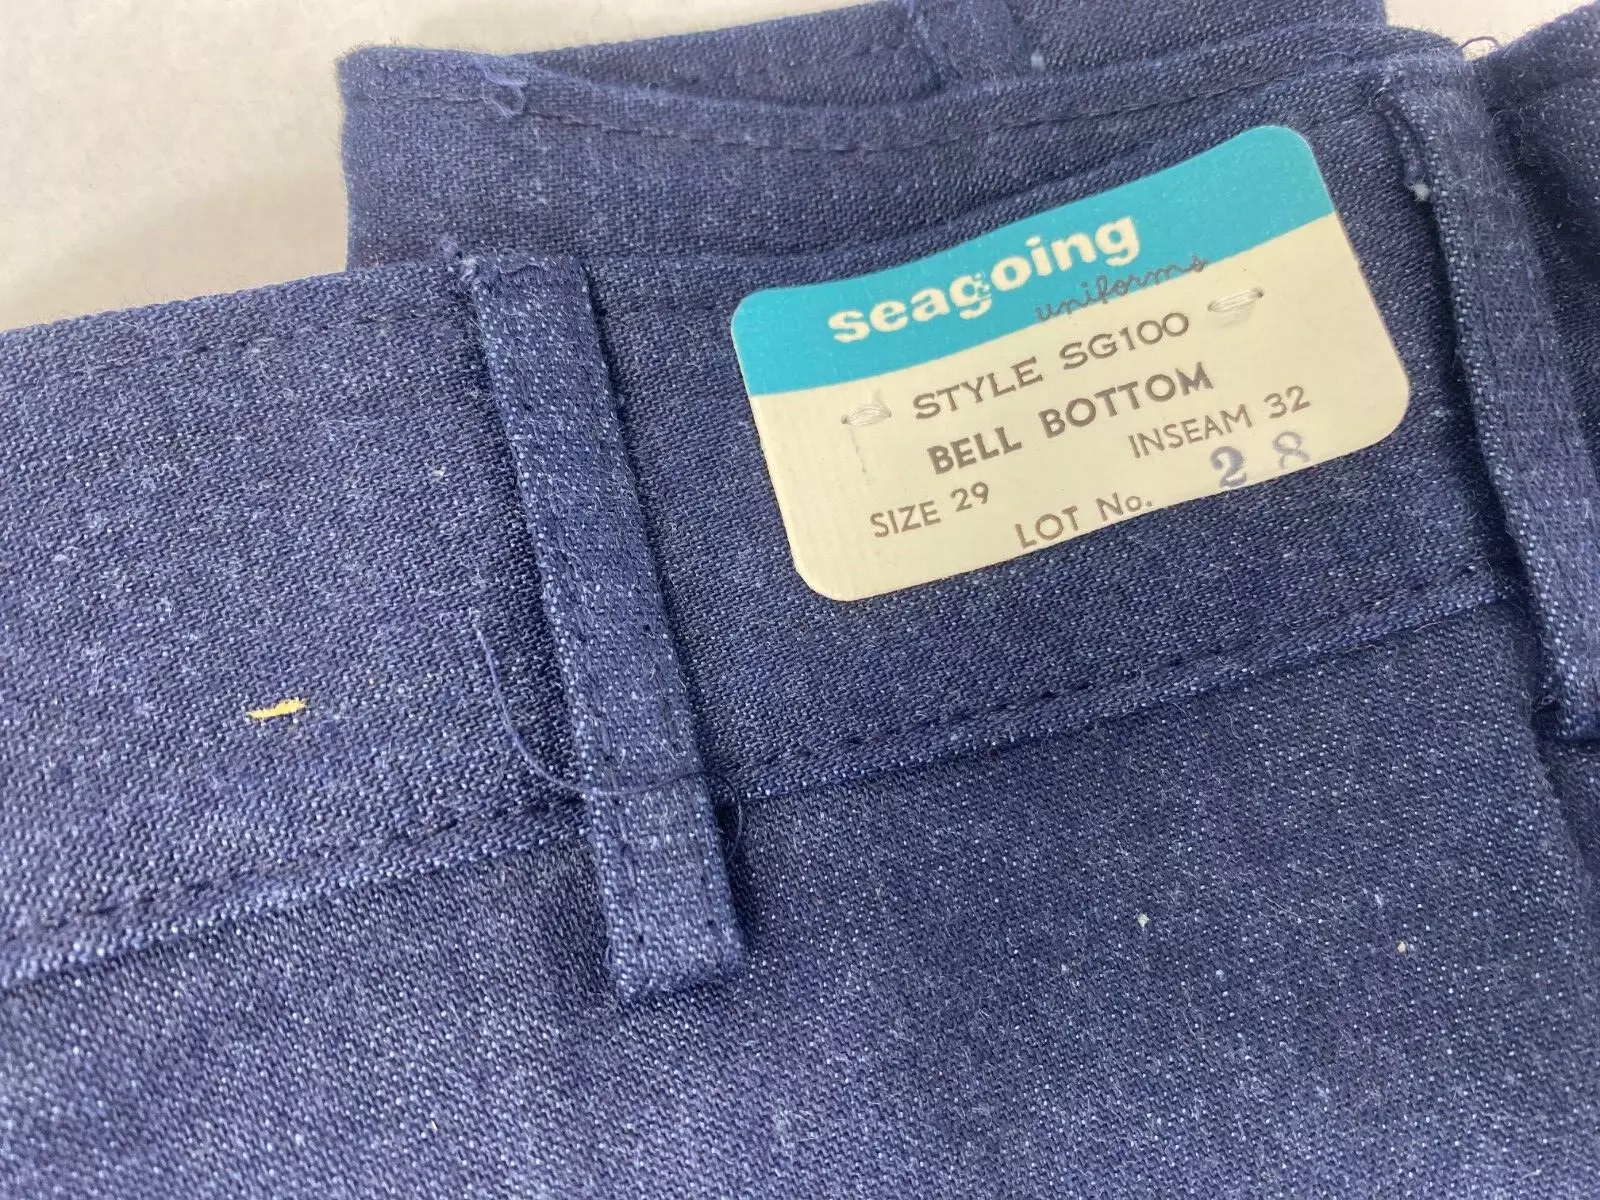 seagoing
uniforms
STYLE SG100
BELL BOTTOM
SIZE 29 INSEAM 32
LOT No. 28